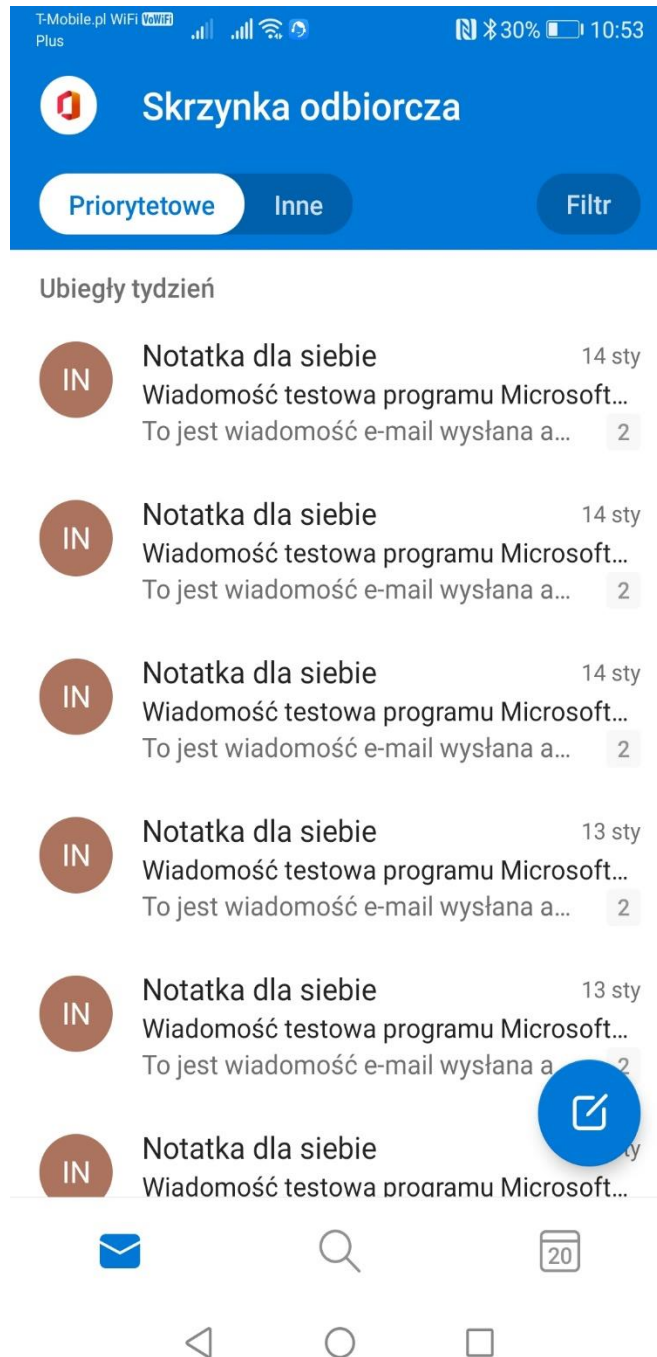 T-Mobile.pl WiFi VoWiFi
Plus
30% 10:53
Skrzynka odbiorcza
Priorytetowe Inne Filtr
Ubiegły tydzień
IN Notatka dla siebie 14 sty
Wiadomość testowa programu Microsoft...
To jest wiadomość e-mail wysłana a... 2
IN Notatka dla siebie 14 sty
Wiadomość testowa programu Microsoft...
To jest wiadomość e-mail wysłana a... 2
IN Notatka dla siebie 14 sty
Wiadomość testowa programu Microsoft...
To jest wiadomość e-mail wysłana a... 2
IN Notatka dla siebie 13 sty
Wiadomość testowa programu Microsoft...
To jest wiadomość e-mail wysłana a... 2
IN Notatka dla siebie 13 sty
Wiadomość testowa programu Microsoft...
To jest wiadomość e-mail wysłana a 2
IN Notatka dla siebie
Wiadomość testowa programu Microsoft...
20